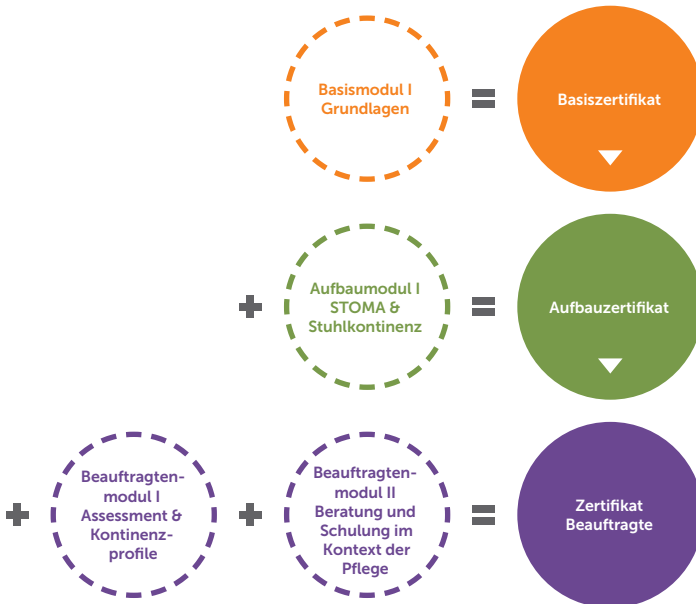 Basismodul I
Grundlagen
=
Basiszertifikat
+
Aufbaumodul I
STOMA &
Stuhlkontinenz
=
Aufbauzertifikat
+
Beauftragten-
modul I
Assessment &
Kontinenz-
profile
+
Beauftragten-
modul II
Beratung und
Schulung im
Kontext der
Pflege
=
Zertifikat
Beauftragte